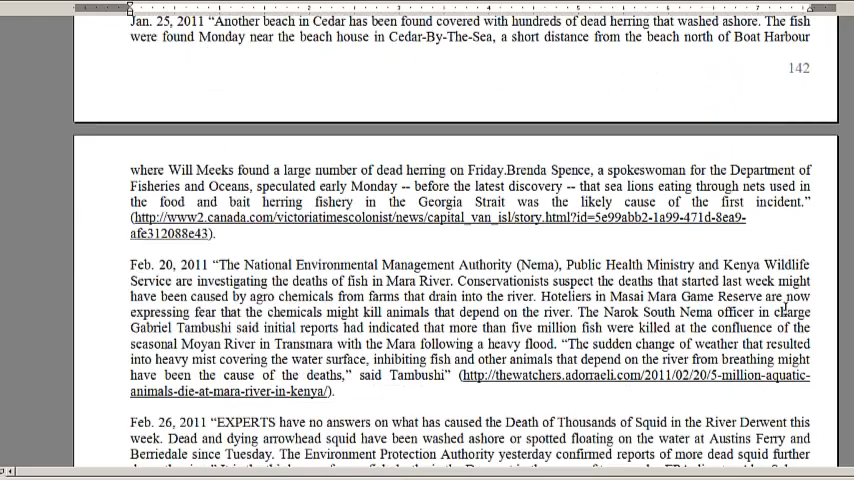 Jan. 25, 2011 “Another beach in Cedar has been found covered with hundreds of dead herring that washed ashore. The fish
were found Monday near the beach house in Cedar-By-The-Sea, a short distance from the beach north of Boat Harbour
142
where Will Meeks found a large number of dead herring on Friday.Brenda Spence, a spokeswoman for the Department of
Fisheries and Oceans, speculated early Monday -- before the latest discovery -- that sea lions eating through nets used in
the food and bait herring fishery in the Georgia Strait was the likely cause of the first incident.”
(http://www2.canada.com/victoriatimescolonist/news/capital_van_isl/story.html?id=5e99abb2-1a99-471d-8ea9-
afe312088e43).
Feb. 20, 2011 “The National Environmental Management Authority (Nema), Public Health Ministry and Kenya Wildlife
Service are investigating the deaths of fish in Mara River. Conservationists suspect the deaths that started last week might
have been caused by agro chemicals from farms that drain into the river. Hoteliers in Masai Mara Game Reserve are now
expressing fear that the chemicals might kill animals that depend on the river. The Narok South Nema officer in charge
Gabriel Tambushi said initial reports had indicated that more than five million fish were killed at the confluence of the
seasonal Moyan River in Transmara with the Mara following a heavy flood. “The sudden change of weather that resulted
into heavy mist covering the water surface, inhibiting fish and other animals that depend on the river from breathing might
have been the cause of the deaths,” said Tambushi” (http://thewatchers.adorraeli.com/2011/02/20/5-million-aquatic-
animals-die-at-mara-river-in-kenya/).
Feb. 26, 2011 “EXPERTS have no answers on what has caused the Death of Thousands of Squid in the River Derwent this
week. Dead and dying arrowhead squid have been washed ashore or spotted floating on the water at Austins Ferry and
Berriedale since Tuesday. The Environment Protection Authority yesterday confirmed reports of more dead squid further